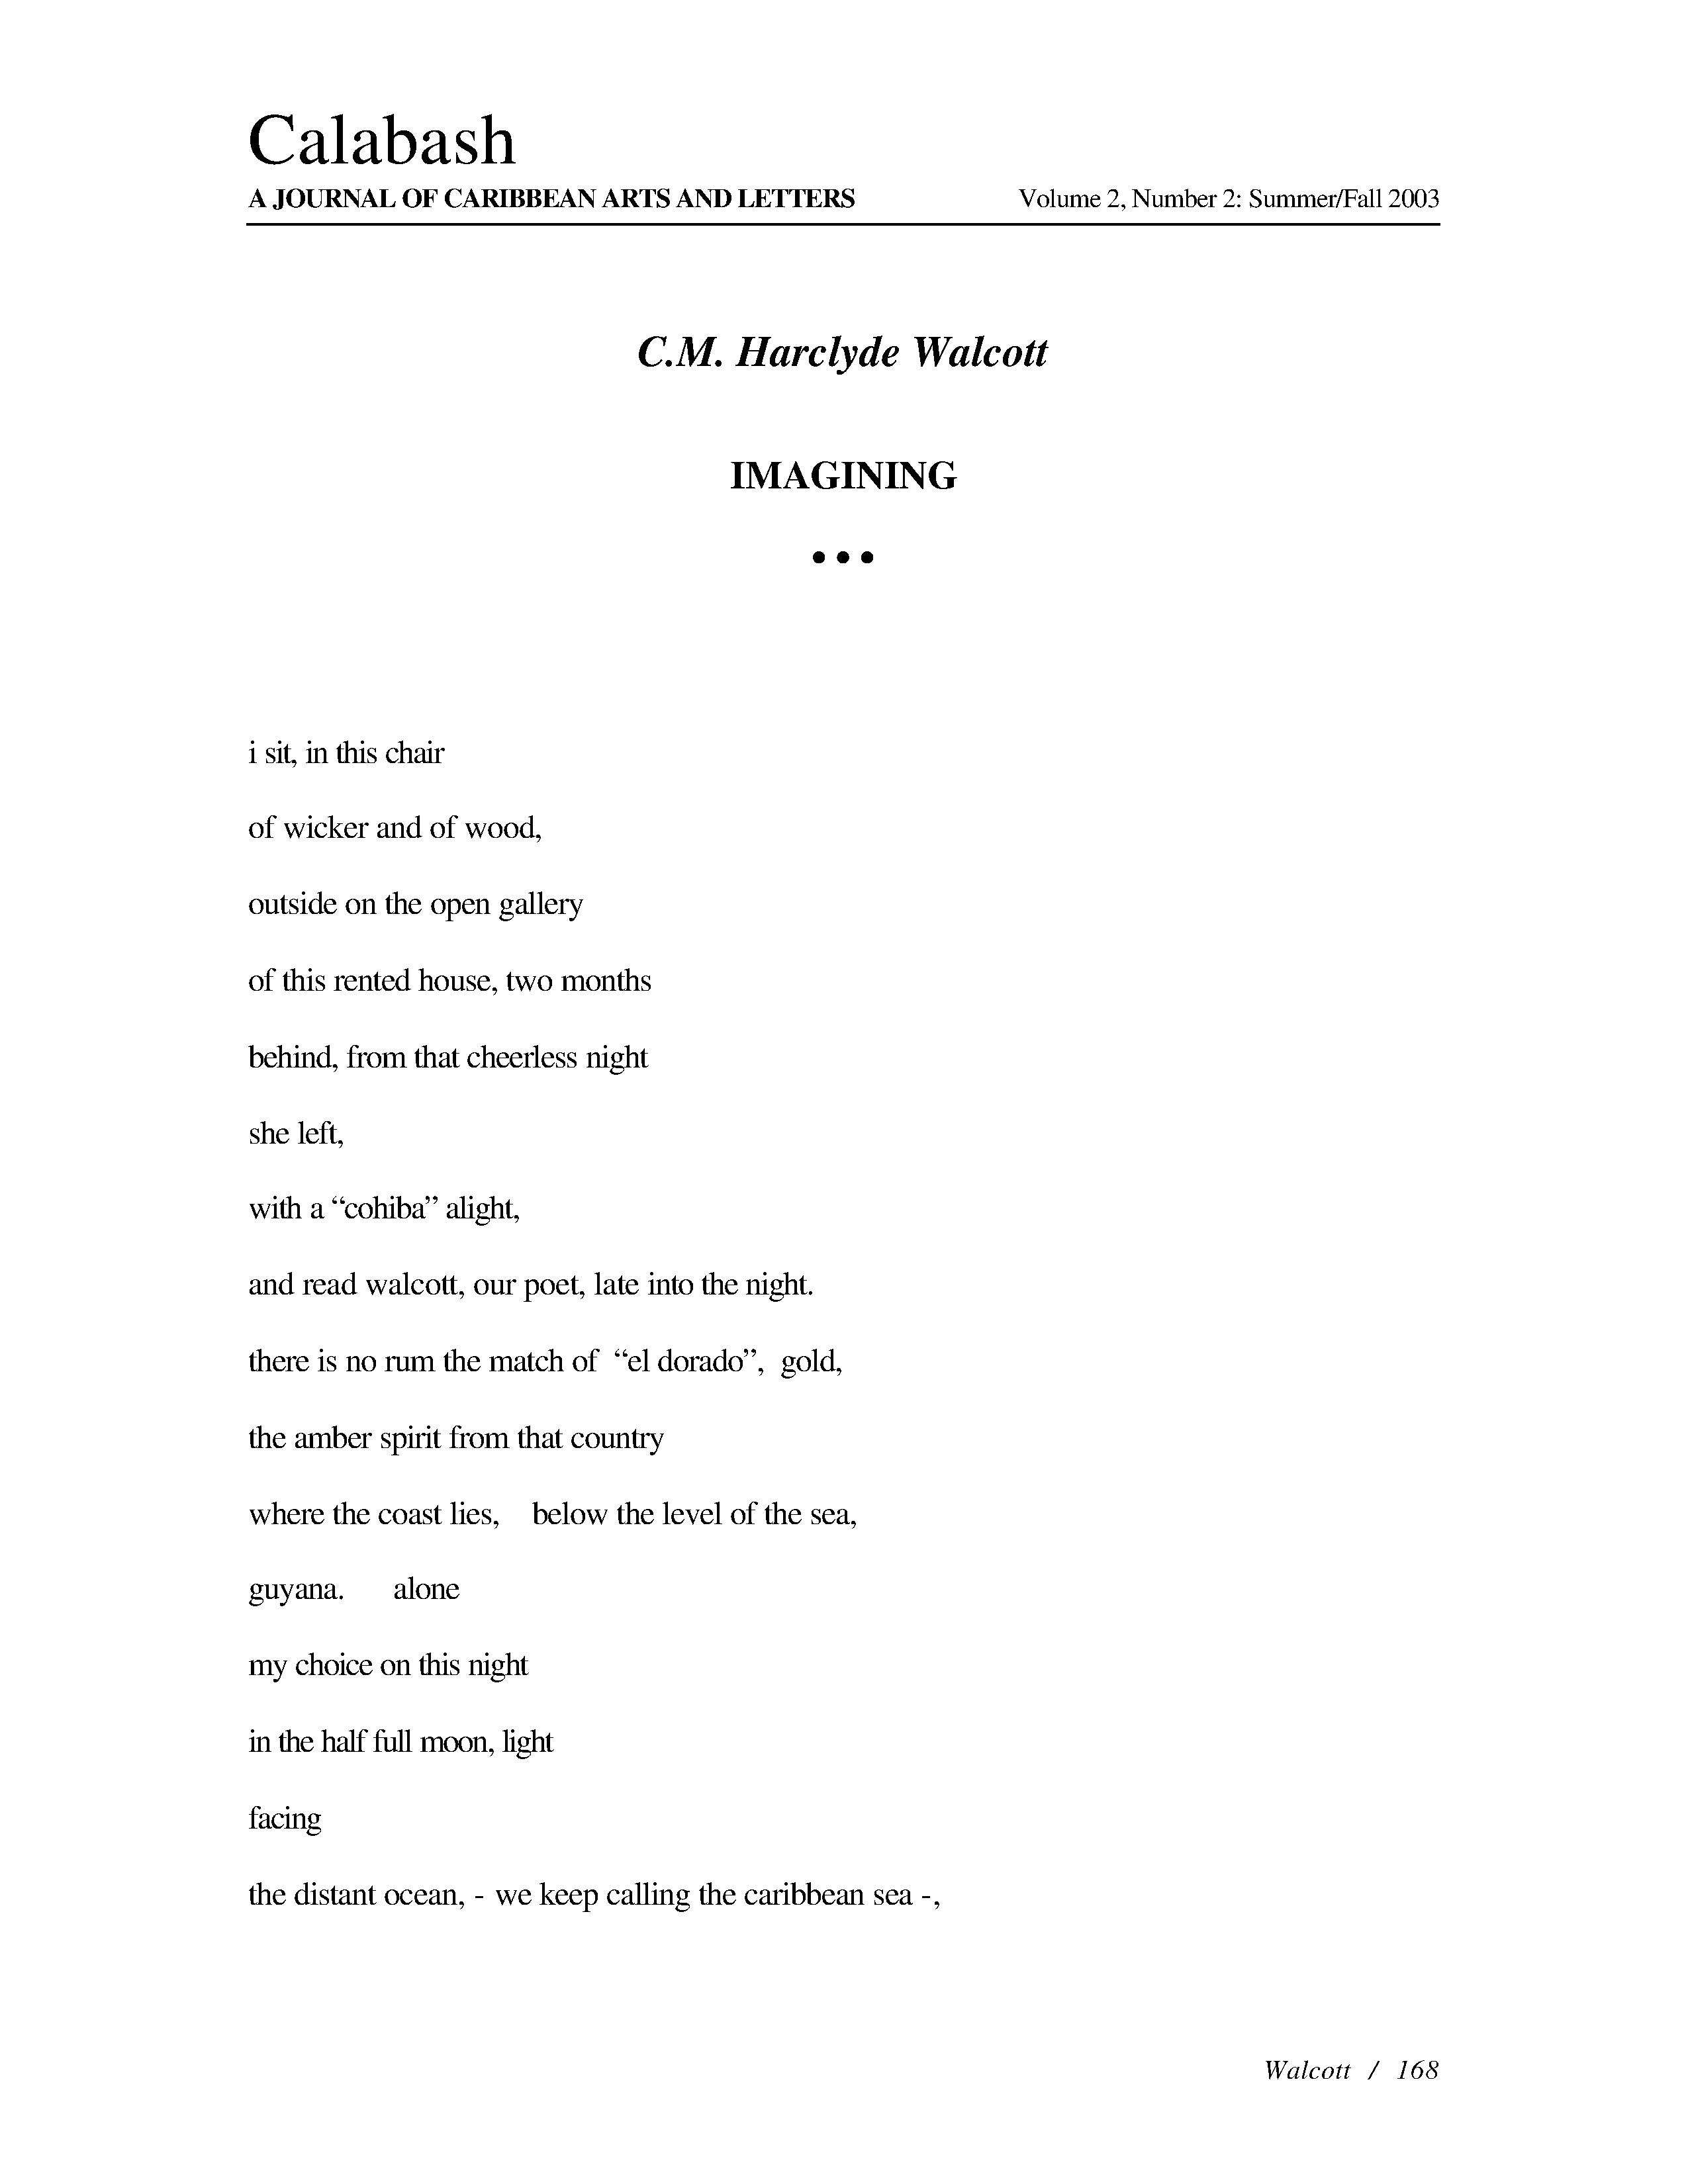 Calabash
A JOURNAL OF CARIBBEAN ARTS AND LETTERS Volume 2, Number 2: Summer/Fall 2003
C.M. Harclyde Walcott
IMAGINING
• • •
i sit, in this chair
of wicker and of wood,
outside on the open gallery
of this rented house, two months
behind, from that cheerless night
she left,
with a “cohiba” alight,
and read walcott, our poet, late into the night.
there is no rum the match of “el dorado”, gold,
the amber spirit from that country
where the coast lies, below the level of the sea,
guyana. alone
my choice on this night
in the half full moon, light
facing
the distant ocean, - we keep calling the caribbean sea -,
Walcott / 168